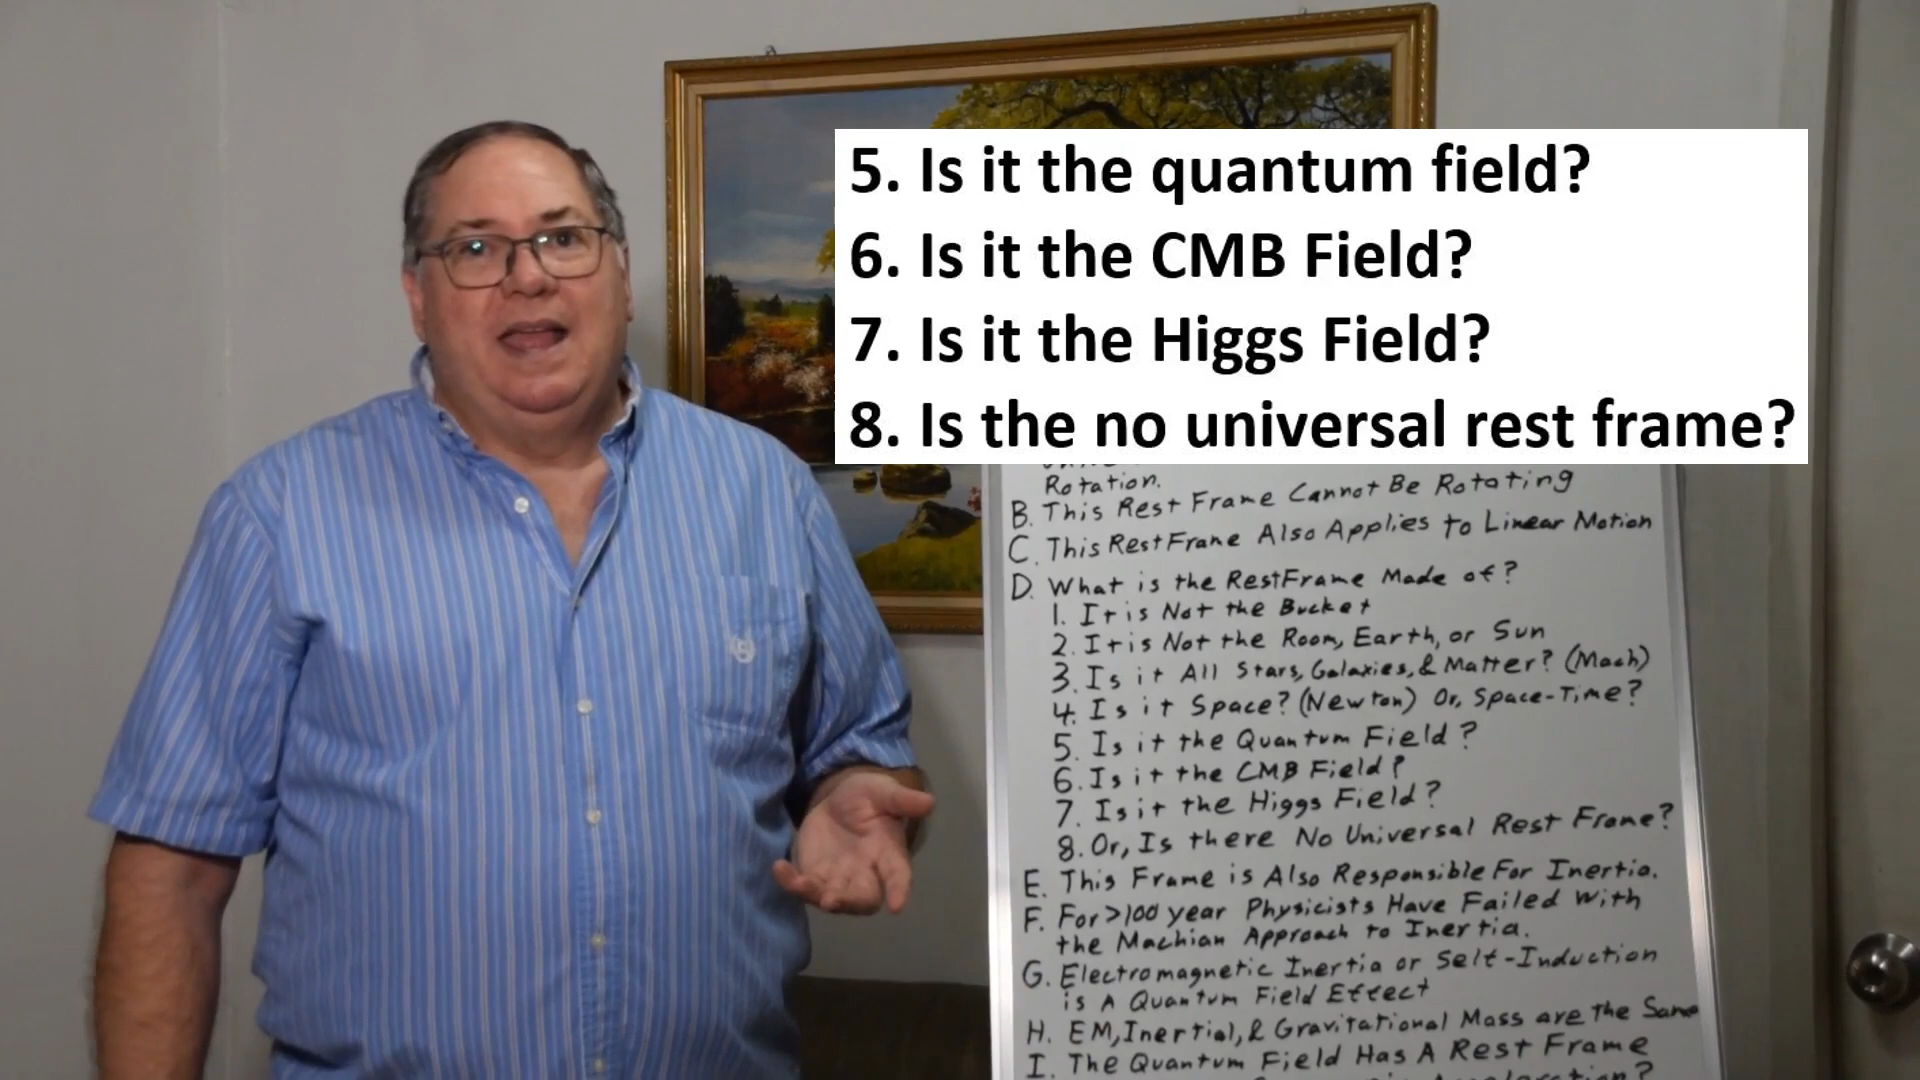 5. Is it the quantum field?
6. Is it the CMB Field?
7. Is it the Higgs Field?
8. Is the no universal rest frame?
Rotation.
B. This Rest Frame Cannot Be Rotating
C. This Rest Frame Also Applies to Linear Motion
D. What is the Rest Frame Made of?
1. It is Not the Bucket
2. It is Not the Room, Earth, or Sun
3. Is it All Stars, Galaxies, & Matter? (Mach)
4. Is it Space? (Newton) Or, Space-Time?
5. Is it the Quantum Field?
6. Is it the CMB Field?
7. Is it the Higgs Field?
8. Or, Is there No Universal Rest Frame?
E. This Frame is Also Responsible For Inertia.
F. For >100 year Physicists Have Failed With
the Machian Approach to Inertia.
G. Electromagnetic Inertia or Self-Induction
is A Quantum Field Effect
H. EM, Inertial, & Gravitational Mass are the Same
I. The Quantum Field Has A Rest Frame